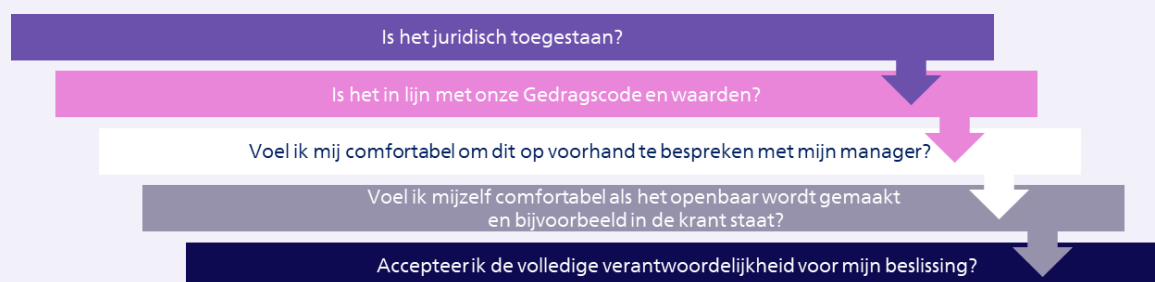 Is het juridisch toegestaan?
Is het in lijn met onze Gedragscode en waarden?
Voel ik mij comfortabel om dit op voorhand te bespreken met mijn manager?
Voel ik mijzelf comfortabel als het openbaar wordt gemaakt
en bijvoorbeeld in de krant staat?
Accepteer ik de volledige verantwoordelijkheid voor mijn beslissing?